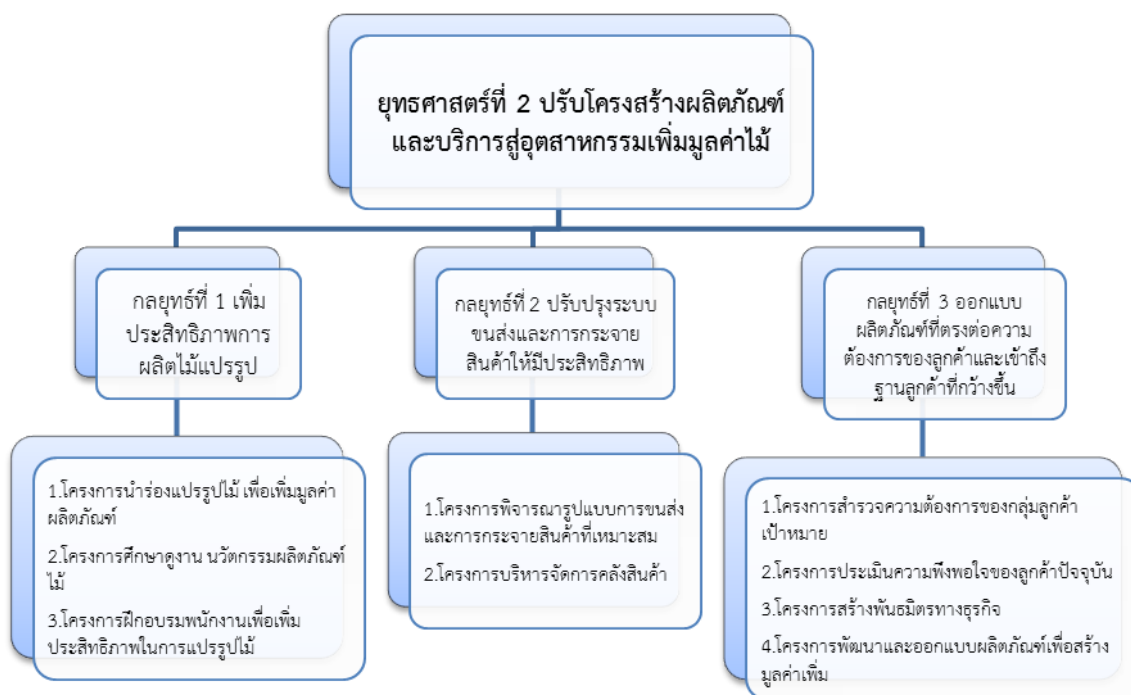 ยุทธศาสตร์ที่ 2 ปรับโครงสร้างผลิตภัณฑ์
และบริการสู่อุตสาหกรรมเพิ่มมูลค่าไม้
กลยุทธ์ที่ 1 เพิ่ม
ประสิทธิภาพการ
ผลิตไม้แปรรูป
กลยุทธ์ที่ 2 ปรับปรุงระบบ
ขนส่งและการกระจาย
สินค้าให้มีประสิทธิภาพ
กลยุทธ์ที่ 3 ออกแบบ
ผลิตภัณฑ์ที่ตรงต่อความ
ต้องการของลูกค้าและเข้าถึง
ฐานลูกค้าที่กว้างขึ้น
1.โครงการนำร่องแปรรูปไม้ เพื่อเพิ่มมูลค่า
ผลิตภัณฑ์
2.โครงการศึกษาดูงาน นวัตกรรมผลิตภัณฑ์
ไม้
3.โครงการฝึกอบรมพนักงานเพื่อเพิ่ม
ประสิทธิภาพในการแปรรูปไม้
1.โครงการพิจารณารูปแบบการขนส่ง
และการกระจายสินค้าที่เหมาะสม
2.โครงการบริหารจัดการคลังสินค้า
1.โครงการสำรวจความต้องการของกลุ่มลูกค้า
เป้าหมาย
2.โครงการประเมินความพึงพอใจของลูกค้าปัจจุบัน
3.โครงการสร้างพันธมิตรทางธุรกิจ
4.โครงการพัฒนาและออกแบบผลิตภัณฑ์เพื่อสร้าง
มูลค่าเพิ่ม